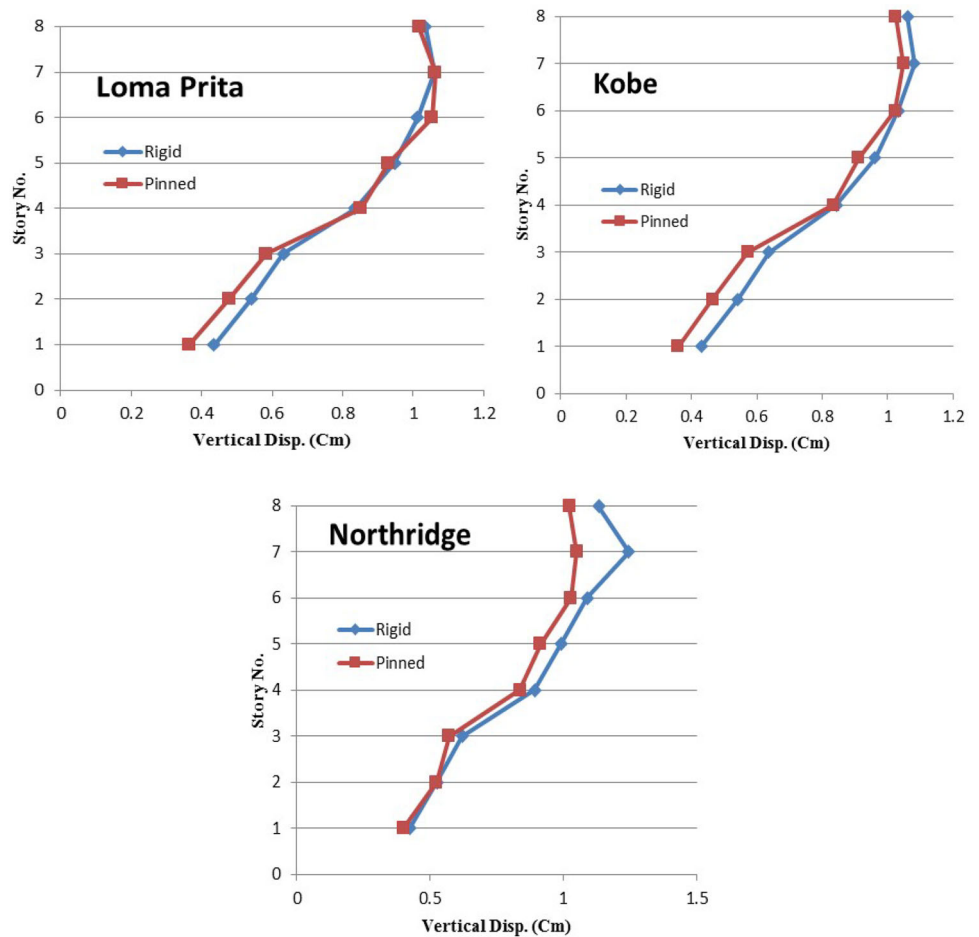 8
7
6
5
4
3
2
1
0
Story No.
Loma Prita
Rigid
Pinned
0 0.2 0.4 0.6 0.8 1 1.2
Vertical Disp. (Cm)
8
7
6
5
4
3
2
1
0
Story No.
Kobe
Rigid
Pinned
0 0.2 0.4 0.6 0.8 1 1.2
Vertical Disp. (Cm)
8
7
6
5
4
3
2
1
0
Story No.
Northridge
Rigid
Pinned
0 0.5 1 1.5
Vertical Disp. (Cm)